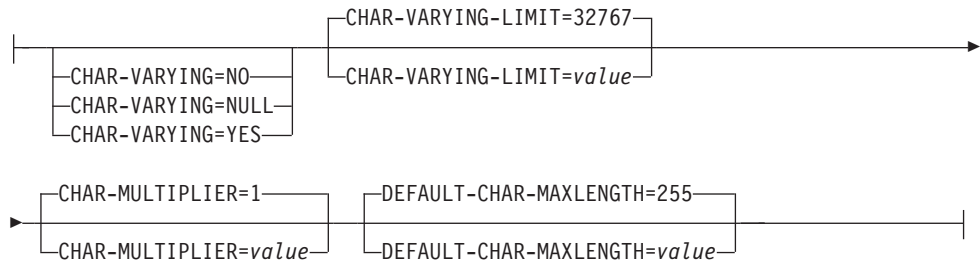 CHAR-VARYING-LIMIT=32767
CHAR-VARYING=NO
CHAR-VARYING-LIMIT=value
CHAR-VARYING=NULL
CHAR-VARYING=YES
CHAR-MULTIPLIER=1
DEFAULT-CHAR-MAXLENGTH=255
CHAR-MULTIPLIER=value
DEFAULT-CHAR-MAXLENGTH=value